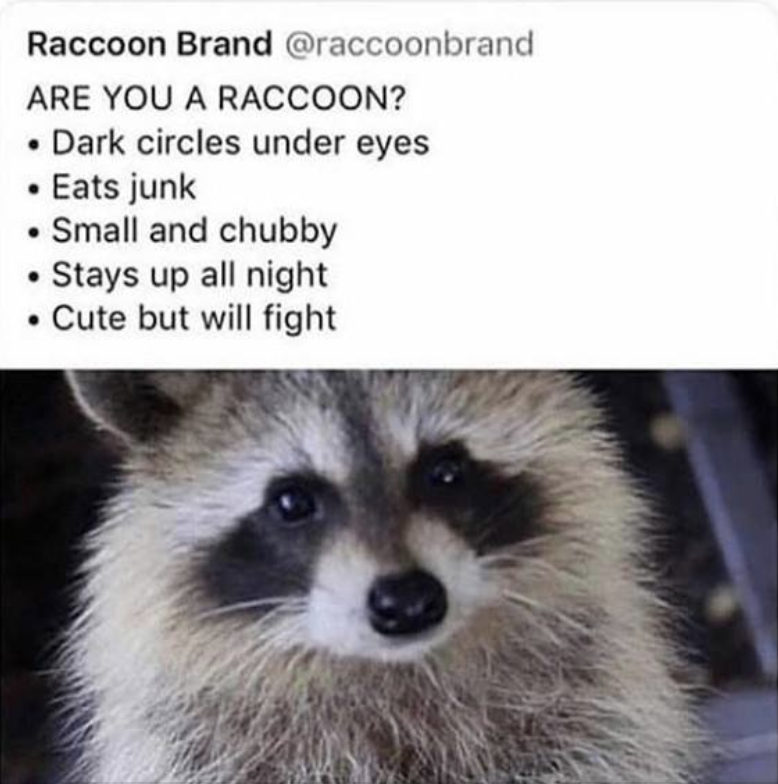 Raccoon Brand @raccoonbrand
ARE YOU A RACCOON?
• Dark circles under eyes
• Eats junk
• Small and chubby
• Stays up all night
• Cute but will fight